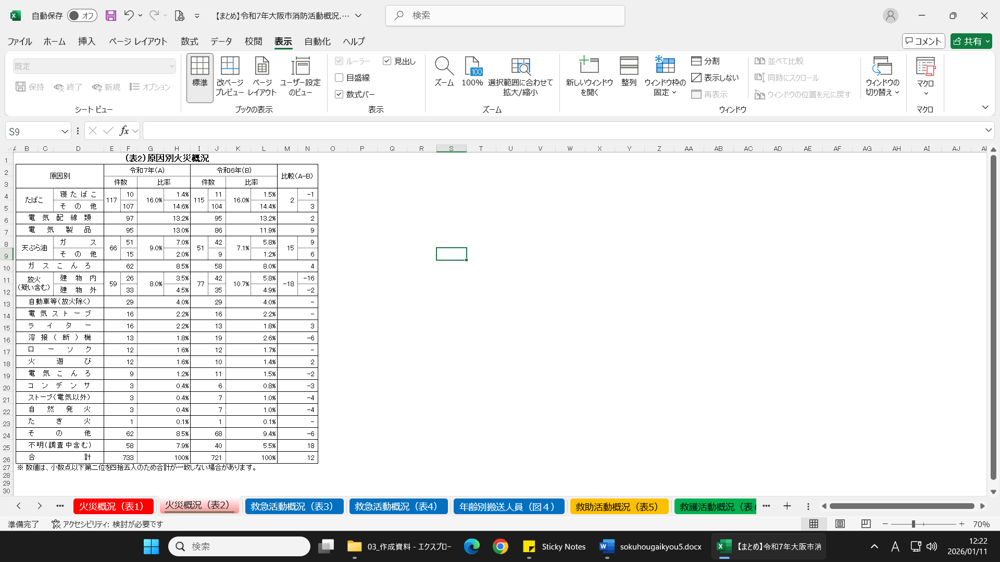 自動保存 オフ 【まとめ】令和7年大阪市消防活動概況.… 検索
ファイル ホーム 挿入 ページ レイアウト 数式 データ 校閲 表示 自動化 ヘルプ コメント 共有
既定
保持 終了 新規 オプション
シート ビュー
標準 改ページ プレビュー ページ レイアウト ユーザー設定のビュー
ブックの表示
ルーラー 見出し
目盛線
数式バー
表示
ズーム 100% 選択範囲に合わせて 拡大/縮小
ズーム
新しいウィンドウを開く 整列 ウィンドウ枠の固定
分割
表示しない
再表示
並べて比較
同時にスクロール
ウィンドウの位置を元に戻す
ウィンドウの切り替え
ウィンドウ
マクロ
マクロ
S9 fx
A B C D E F G H I J K L M N O P Q R S T U V W X Y Z AA AB AC AD AE AF AG AH AI AJ
1 (表2)原因別火災概況
2 原因別 令和7年(A) 令和6年(B) 比較(A-B)
3 件数 比率 件数 比率
4 たばこ 寝たばこ 117 10 16.0% 1.4% 115 11 16.0% 1.5% 2 -1
5 その他 107 14.6% 104 14.4% 3
6 電気配線類 97 13.2% 95 13.2% 2
7 電気製品 95 13.0% 86 11.9% 9
8 天ぷら油 ガス 66 51 9.0% 7.0% 51 42 7.1% 5.8% 15 9
9 その他 15 2.0% 9 1.2% 6
10 ガスこんろ 62 8.5% 58 8.0% 4
11 放火(疑い含む) 建物内 59 26 8.0% 3.5% 77 42 10.7% 5.8% -18 -16
12 建物外 33 4.5% 35 4.9% -2
13 自動車等(放火除く) 29 4.0% 29 4.0% -
14 電気ストーブ 16 2.2% 16 2.2% -
15 ライター 16 2.2% 13 1.8% 3
16 溶接(断)機 13 1.8% 19 2.6% -6
17 ローソク 12 1.6% 12 1.7% -
18 火遊び 12 1.6% 10 1.4% 2
19 電気こんろ 9 1.2% 11 1.5% -2
20 コンデンサ 3 0.4% 6 0.8% -3
21 ストーブ(電気以外) 3 0.4% 7 1.0% -4
22 自然発火 3 0.4% 7 1.0% -4
23 たき火 1 0.1% 1 0.1% -
24 その他 62 8.5% 68 9.4% -6
25 不明(調査中含む) 58 7.9% 40 5.5% 18
26 合計 733 100% 721 100% 12
27 ※ 数値は、小数点以下第二位を四捨五入のため合計が一致しない場合があります。
28
29
30
火災概況（表1） 火災概況（表2） 救急活動概況（表3） 救急活動概況（表4） 年齢別搬送人員（図４） 救助活動概況（表5） 救護活動概況（表
準備完了 アクセシビリティ: 検討が必要です 70%
検索 03_作成資料 - エクスプロー Sticky Notes sokuhougaikyou5.docx 【まとめ】令和7年大阪市消 A 12:22
2026/01/11